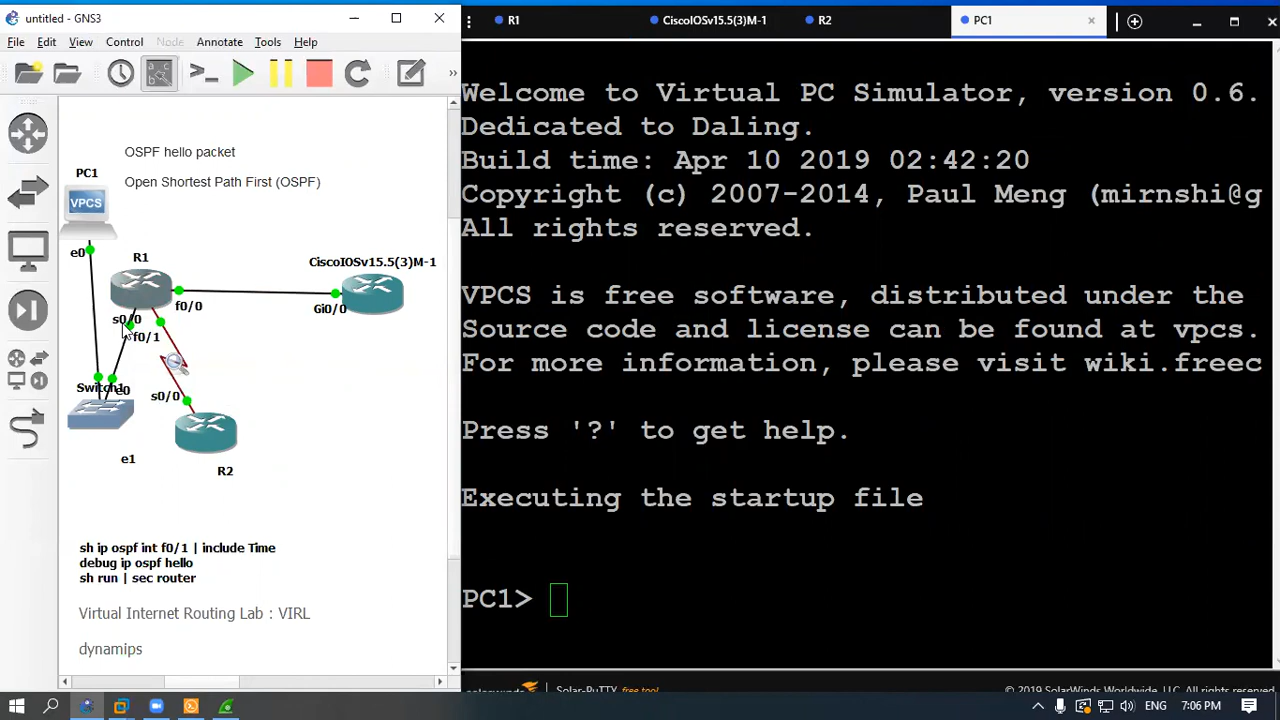 untitled - GNS3
File Edit View Control Node Annotate Tools Help
OSPF hello packet
PC1
Open Shortest Path First (OSPF)
VPCS
e0
R1
CiscoIOSv15.5(3)M-1
f0/0
Gi0/0
s0/0
f0/1
Switch1
e0
s0/0
e1
R2
sh ip ospf int f0/1 | include Time
debug ip ospf hello
sh run | sec router
Virtual Internet Routing Lab : VIRL
dynamips
R1
CiscoIOSv15.5(3)M-1
R2
PC1
Welcome to Virtual PC Simulator, version 0.6.
Dedicated to Daling.
Build time: Apr 10 2019 02:42:20
Copyright (c) 2007-2014, Paul Meng (mirnshi@g
All rights reserved.
VPCS is free software, distributed under the
Source code and license can be found at vpcs.
For more information, please visit wiki.freec
Press '?' to get help.
Executing the startup file
PC1>
solarwinds
Solar-PuTTY free tool
© 2019 SolarWinds Worldwide, LLC. All rights reserved.
ENG
7:06 PM